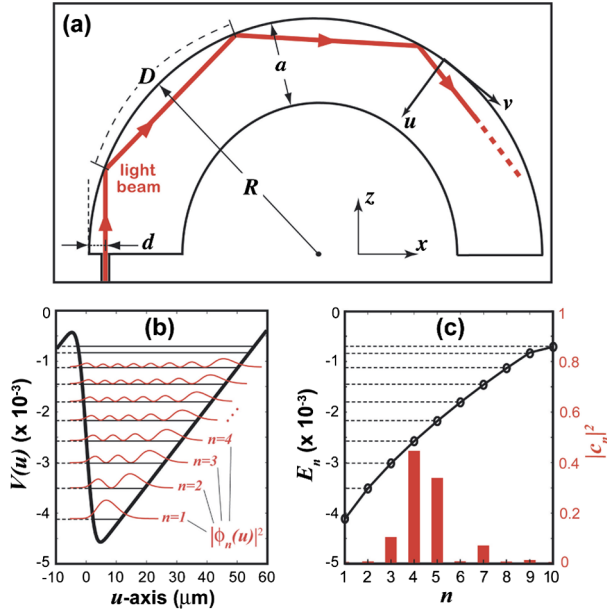 (a)
D
a
light
beam
R
u
v
d
z
x
(b)
0
-1
-2
-3
-4
-5
V(u) (x 10⁻³)
n=4
n=3
n=2
n=1
|ϕₙ(u)|²
-10 0 10 20 30 40 50 60
u-axis (μm)
(c)
0
-1
-2
-3
-4
-5
Eₙ (x 10⁻³)
1
0.8
0.6
0.4
0.2
0
|cₙ|²
1 2 3 4 5 6 7 8 9 10
n